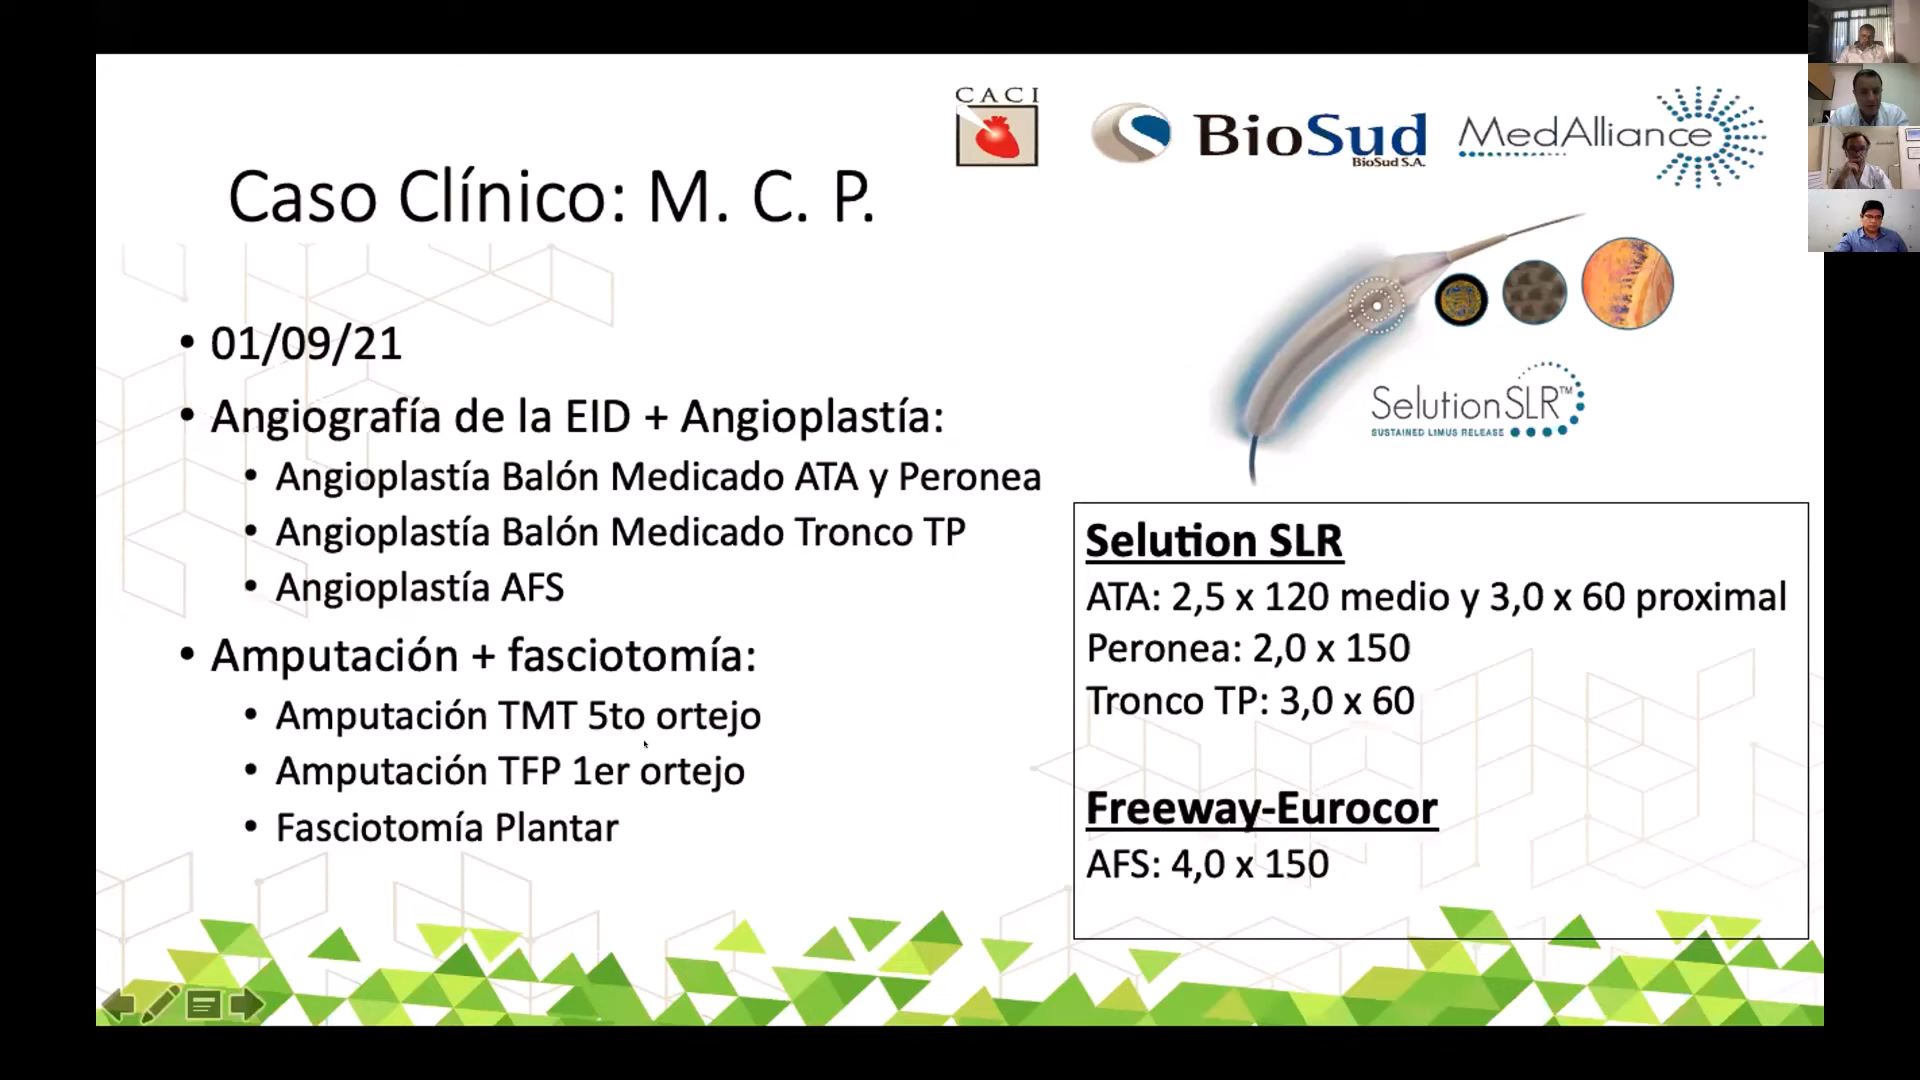 CACI
BioSud
BioSud S.A.
MedAlliance
Caso Clínico: M. C. P.
• 01/09/21
• Angiografía de la EID + Angioplastía:
• Angioplastía Balón Medicado ATA y Peronea
• Angioplastía Balón Medicado Tronco TP
• Angioplastía AFS
• Amputación + fasciotomía:
• Amputación TMT 5to ortejo
• Amputación TFP 1er ortejo
• Fasciotomía Plantar
SelutionSLR™
SUSTAINED LIMUS RELEASE
Selution SLR
ATA: 2,5 x 120 medio y 3,0 x 60 proximal
Peronea: 2,0 x 150
Tronco TP: 3,0 x 60
Freeway-Eurocor
AFS: 4,0 x 150